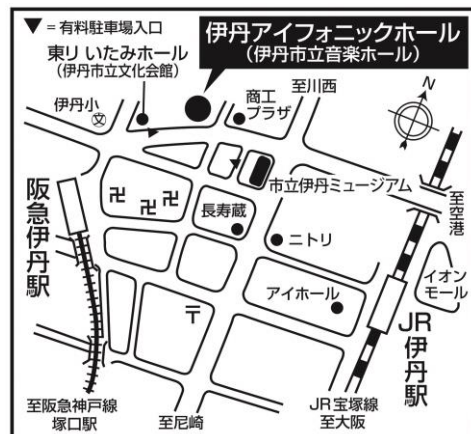 ▼=有料駐車場入口
東リ いたみホール
(伊丹市立文化会館)
伊丹アイフォニックホール
(伊丹市立音楽ホール)
伊丹小
文
商工
プラザ
至川西
N
市立伊丹ミュージアム
至空港
阪急伊丹駅
卍
卍
卍
長寿蔵
ニトリ
イオン
モール
アイホール
〒
JR伊丹駅
至阪急神戸線
塚口駅
至尼崎
JR宝塚線
至大阪